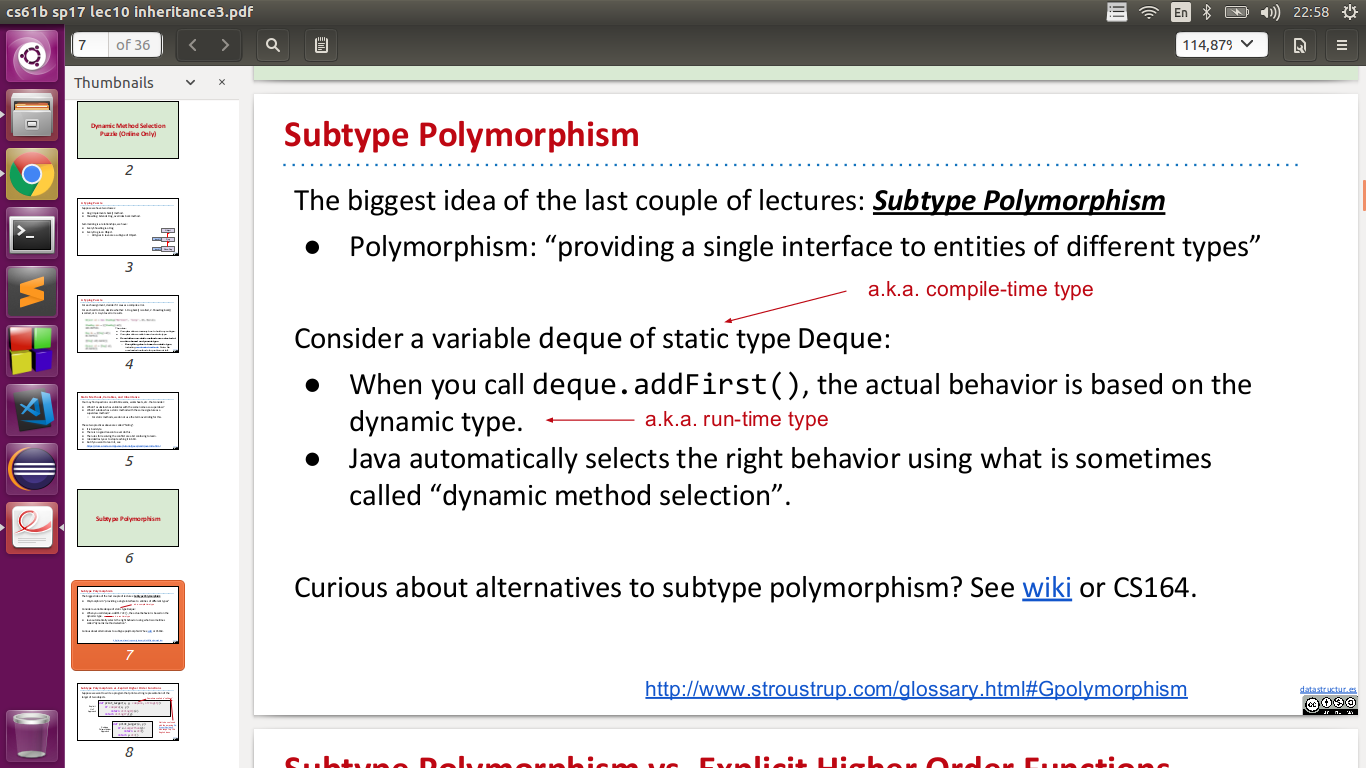 cs61b sp17 lec10 inheritance3.pdf
En
22:58
7 of 36
114,87%
Thumbnails
Dynamic Method Selection
Puzzle (Online Only)
2
3
4
5
Subtype Polymorphism
6
7
8
Subtype Polymorphism
The biggest idea of the last couple of lectures: Subtype Polymorphism
● Polymorphism: “providing a single interface to entities of different types”
a.k.a. compile-time type
Consider a variable deque of static type Deque:
● When you call deque.addFirst(), the actual behavior is based on the
dynamic type.
a.k.a. run-time type
● Java automatically selects the right behavior using what is sometimes
called “dynamic method selection”.
Curious about alternatives to subtype polymorphism? See wiki or CS164.
http://www.stroustrup.com/glossary.html#Gpolymorphism
datastructur.es
Subtype Polymorphism vs. Explicit Higher Order Functions